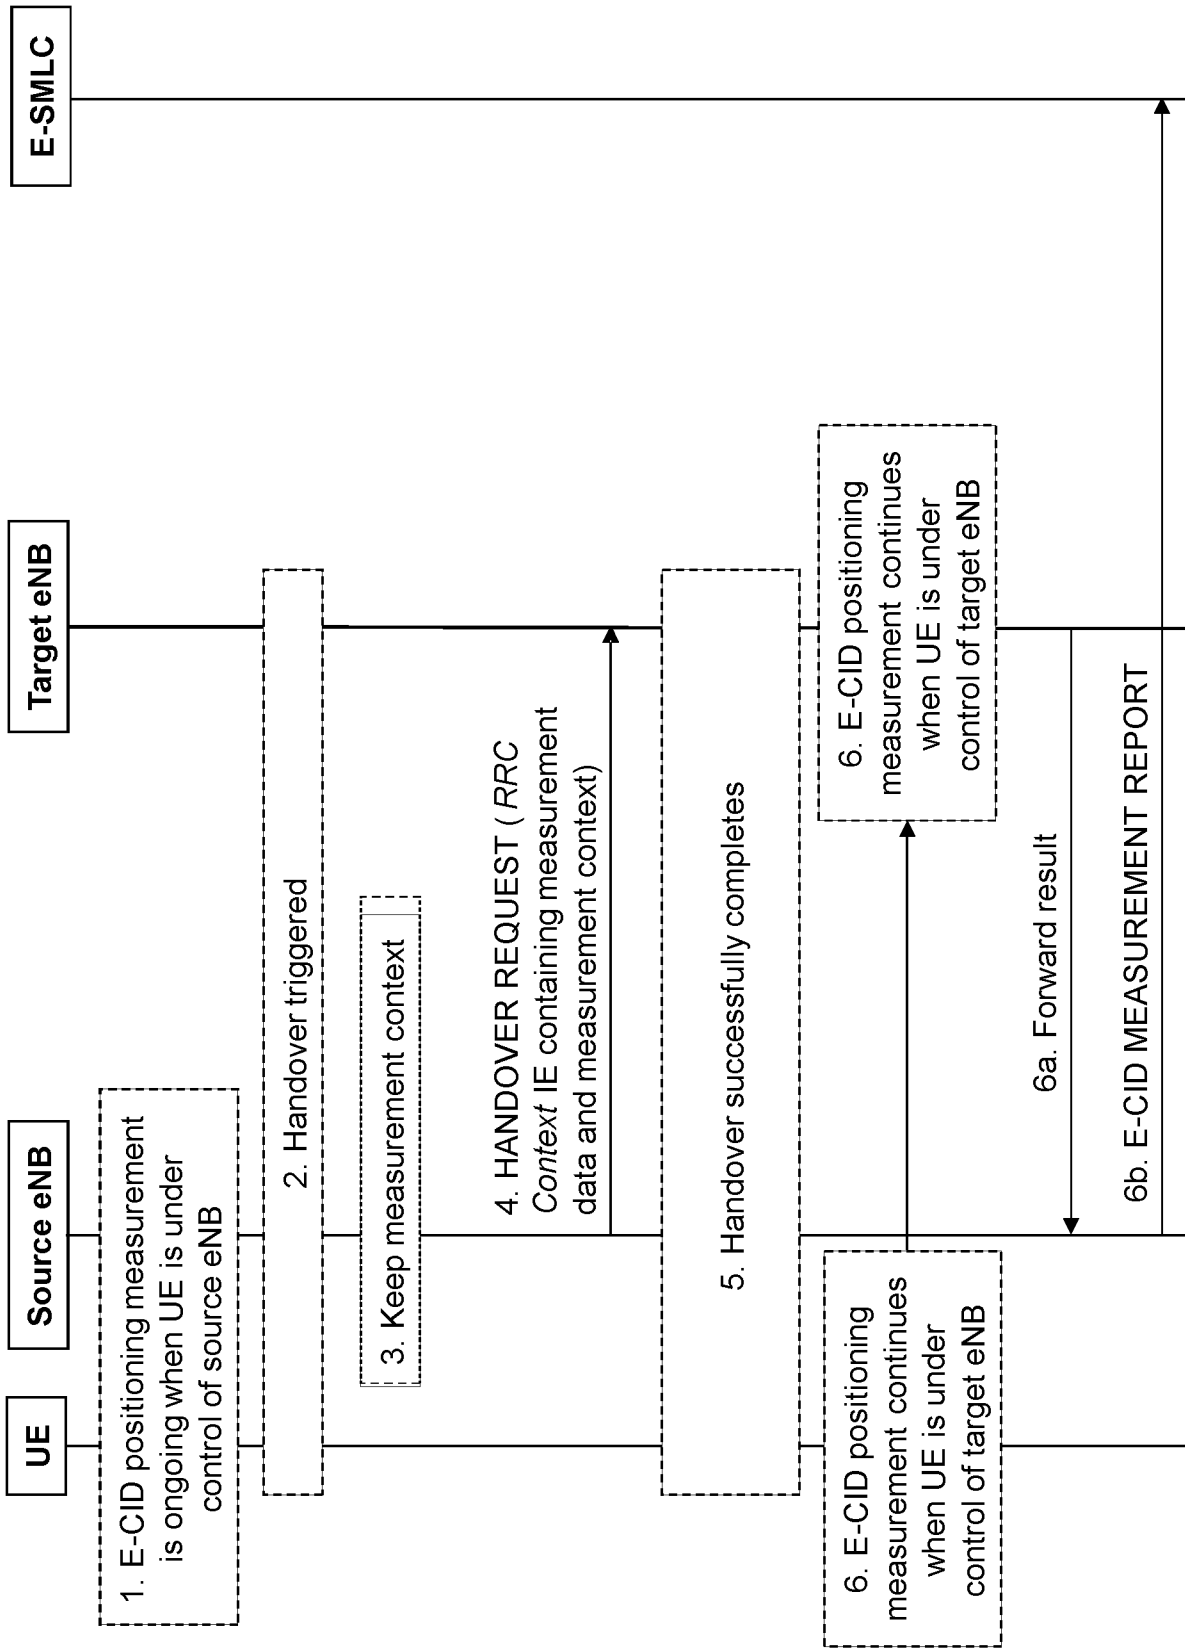 UE
Source eNB
Target eNB
E-SMLC
1. E-CID positioning measurement
is ongoing when UE is under
control of source eNB
2. Handover triggered
3. Keep measurement context
4. HANDOVER REQUEST ( RRC
Context IE containing measurement
data and measurement context)
5. Handover successfully completes
6. E-CID positioning
measurement continues
when UE is under
control of target eNB
6. E-CID positioning
measurement continues
when UE is under
control of target eNB
6a. Forward result
6b. E-CID MEASUREMENT REPORT